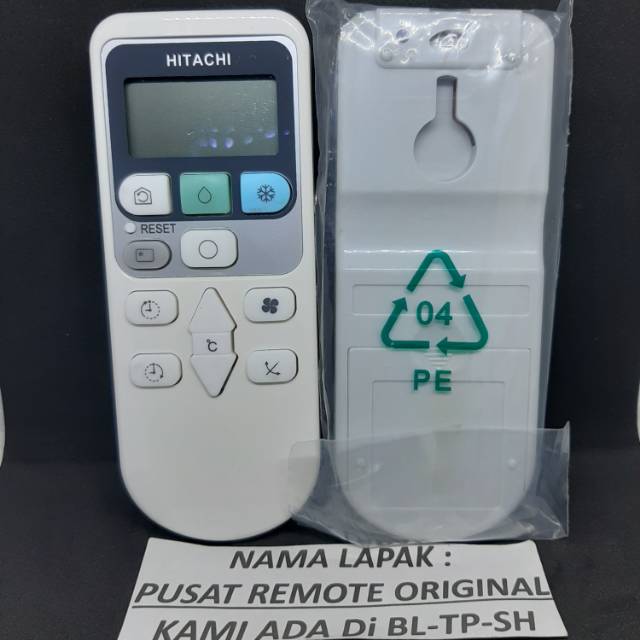 HITACHI
RESET
°C
04
PE
NAMA LAPAK :
PUSAT REMOTE ORIGINAL
KAMI ADA Di BL-TP-SH